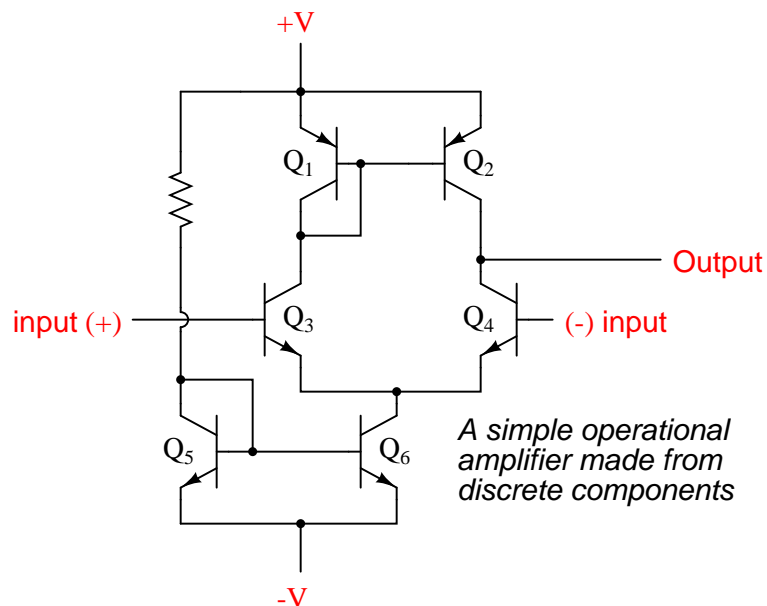 +V
Q1
Q2
Output
input (+)
Q3
Q4
(-) input
Q5
Q6
A simple operational
amplifier made from
discrete components
-V